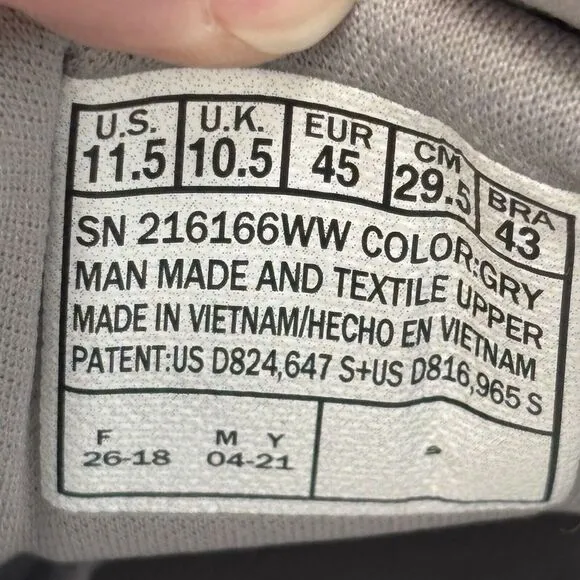 U.S. U.K. EUR CM BRA
11.5 10.5 45 29.5 43
SN 216166WW COLOR:GRY
MAN MADE AND TEXTILE UPPER
MADE IN VIETNAM/HECHO EN VIETNAM
PATENT:US D824,647 S+US D816,965 S
F M Y
26-18 04-21